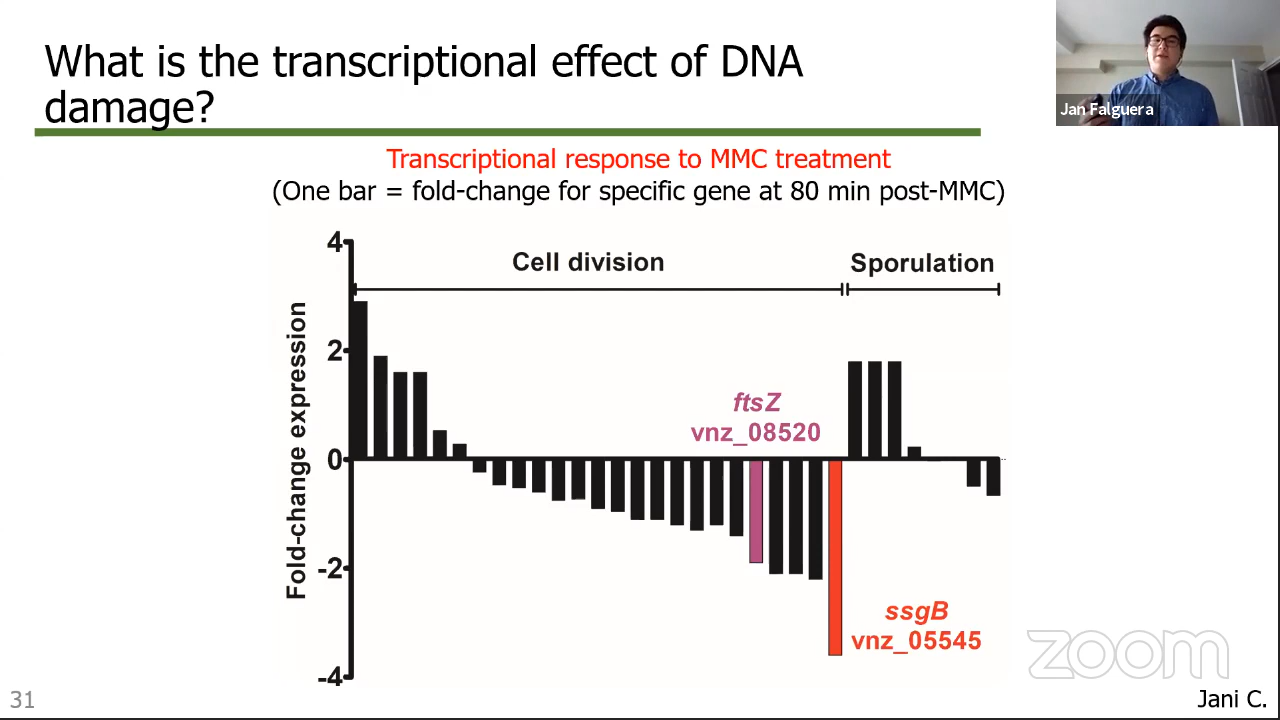 What is the transcriptional effect of DNA
damage?
Jan Falguera
Transcriptional response to MMC treatment
(One bar = fold-change for specific gene at 80 min post-MMC)
Fold-change expression
4
2
0
-2
-4
Cell division
Sporulation
ftsZ
vnz_08520
ssgB
vnz_05545
zoom
31
Jani C.